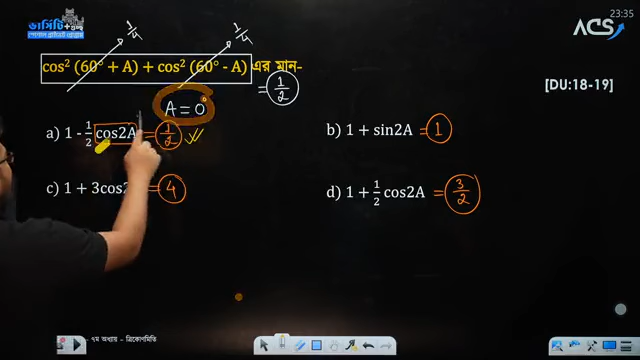 23:35
ভার্সিটি +গুচ্ছ
স্পেশাল প্রাইভেট প্রোগ্রাম
ACS
1/4 1/4
cos² (60° + A) + cos² (60° - A) এর মান-
= 1/2
[DU:18-19]
A = 0°
a) 1 - 1/2 cos2A = 1/2
b) 1 + sin2A = 1
c) 1 + 3cos2 = 4
d) 1 + 1/2 cos2A = 3/2
- ৭ম অধ্যায় – ত্রিকোণমিতি